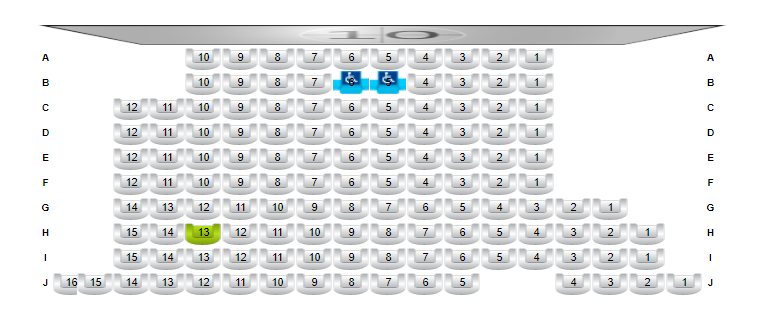 10
A 10 9 8 7 6 5 4 3 2 1 A
B 10 9 8 7 4 3 2 1 B
C 12 11 10 9 8 7 6 5 4 3 2 1 C
D 12 11 10 9 8 7 6 5 4 3 2 1 D
E 12 11 10 9 8 7 6 5 4 3 2 1 E
F 12 11 10 9 8 7 6 5 4 3 2 1 F
G 14 13 12 11 10 9 8 7 6 5 4 3 2 1 G
H 15 14 13 12 11 10 9 8 7 6 5 4 3 2 1 H
I 15 14 13 12 11 10 9 8 7 6 5 4 3 2 1 I
J 16 15 14 13 12 11 10 9 8 7 6 5 4 3 2 1 J